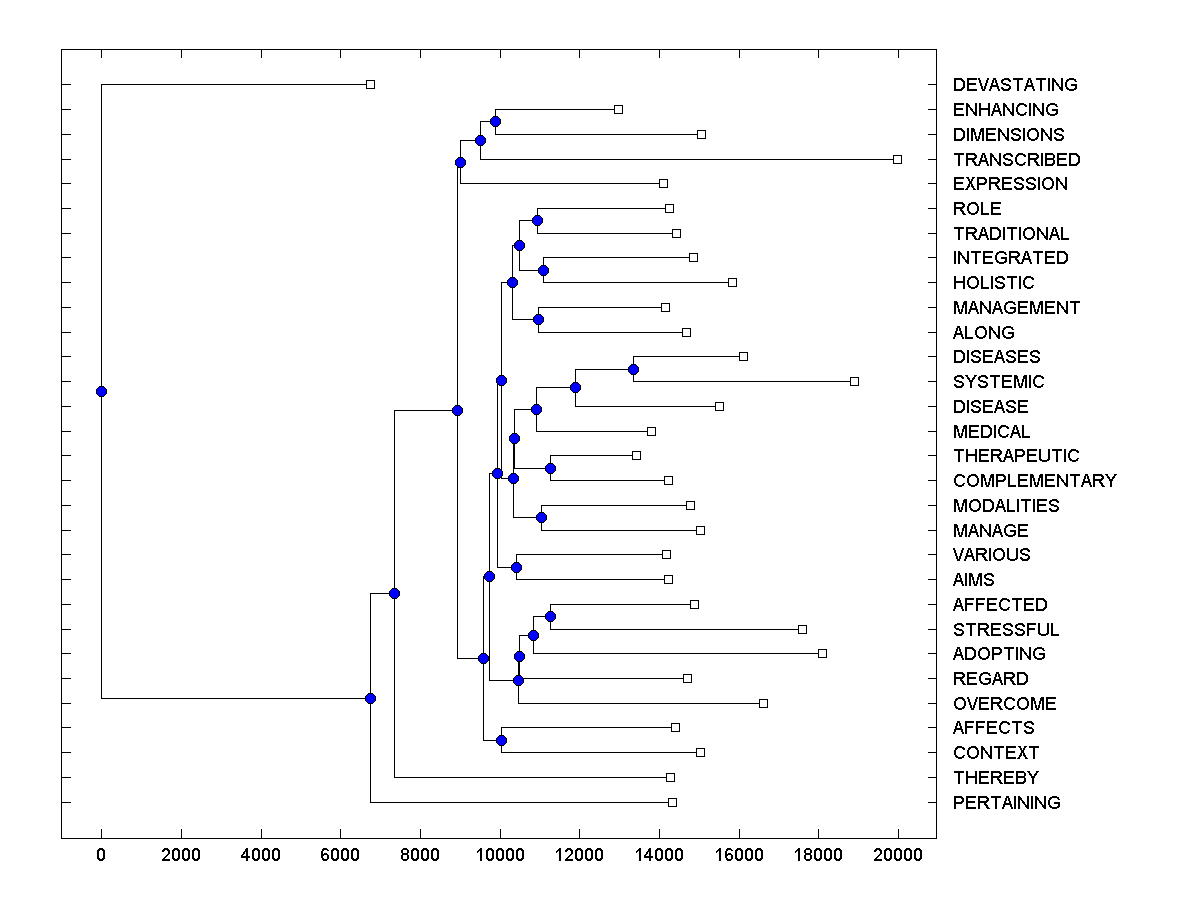 DEVASTATING
ENHANCING
DIMENSIONS
TRANSCRIBED
EXPRESSION
ROLE
TRADITIONAL
INTEGRATED
HOLISTIC
MANAGEMENT
ALONG
DISEASES
SYSTEMIC
DISEASE
MEDICAL
THERAPEUTIC
COMPLEMENTARY
MODALITIES
MANAGE
VARIOUS
AIMS
AFFECTED
STRESSFUL
ADOPTING
REGARD
OVERCOME
AFFECTS
CONTEXT
THEREBY
PERTAINING
0 2000 4000 6000 8000 10000 12000 14000 16000 18000 20000